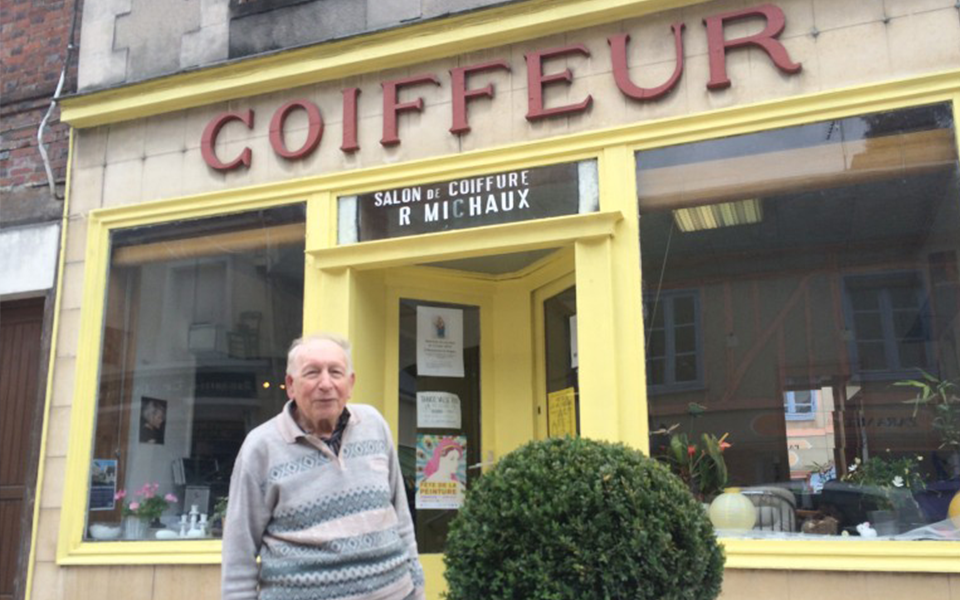 COIFFEUR
SALON DE COIFFURE
R MICHAUX
FÊTE DE LA
PEINTURE